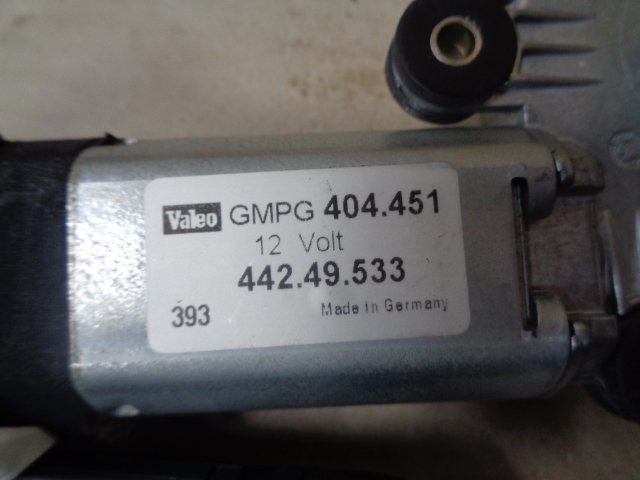 Valeo GMPG 404.451
12 Volt
442.49.533
393 Made in Germany